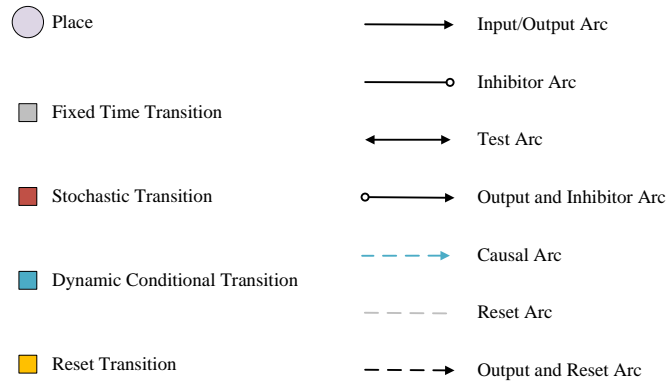 Place
Fixed Time Transition
Stochastic Transition
Dynamic Conditional Transition
Reset Transition
Input/Output Arc
Inhibitor Arc
Test Arc
Output and Inhibitor Arc
Causal Arc
Reset Arc
Output and Reset Arc